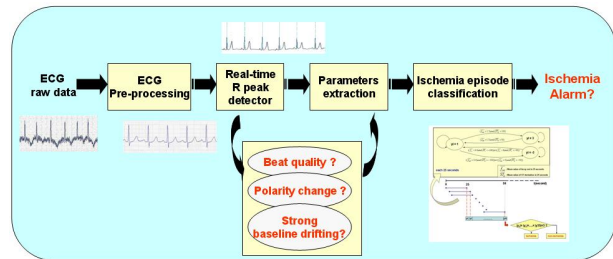 ECG
raw data
ECG
Pre-processing
Real-time
R peak
detector
Parameters
extraction
Ischemia episode
classification
Ischemia
Alarm?
Beat quality ?
Polarity change ?
Strong
baseline drifting?